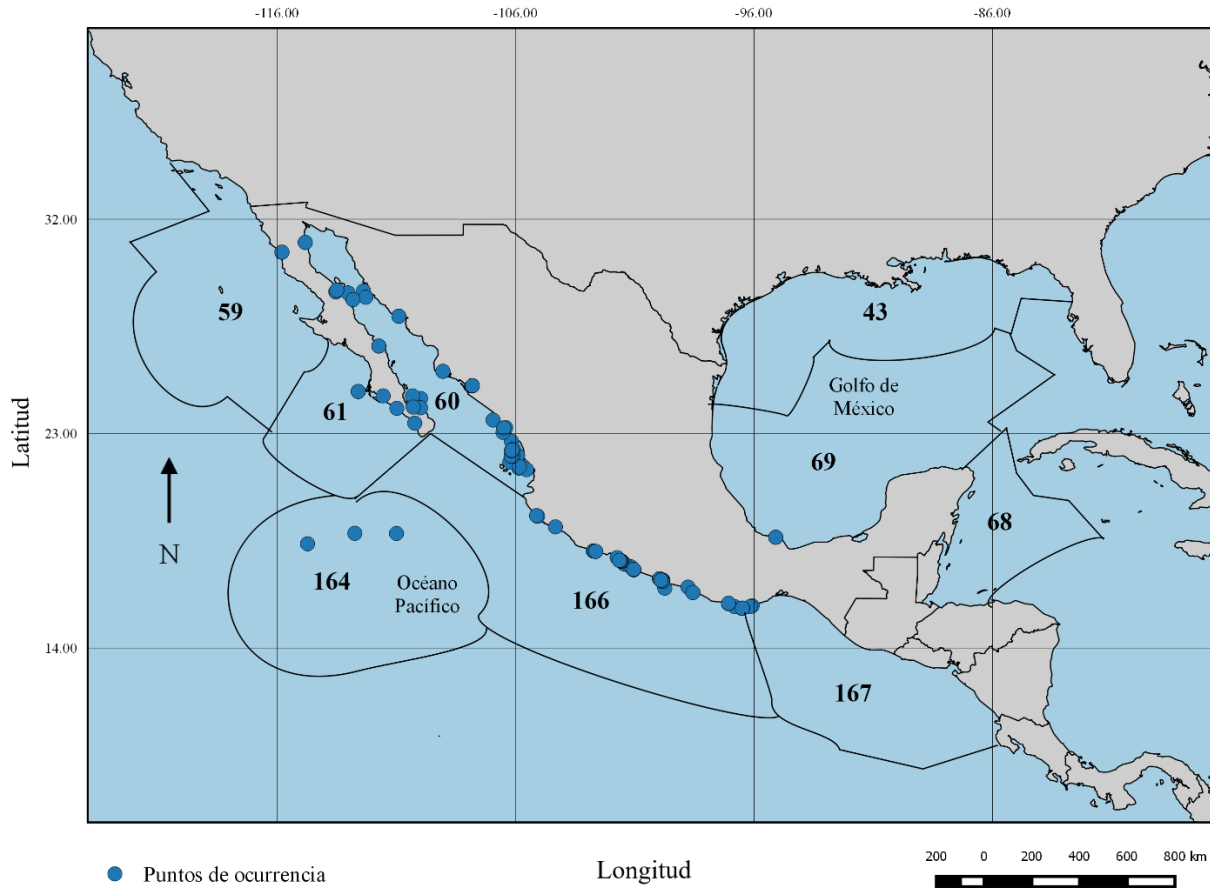 -116.00 -106.00 -96.00 -86.00
32.00
59
43
Golfo de
México
61
60
23.00
69
68
Latitud
N
164
Océano
Pacífico
166
14.00
167
Puntos de ocurrencia
Longitud
200 0 200 400 600 800 km